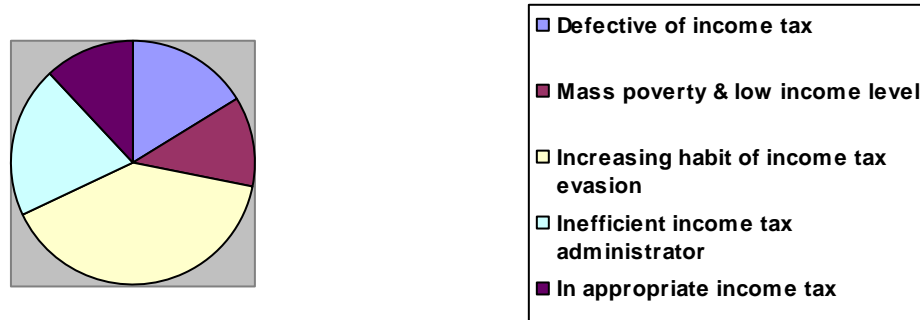 Defective of income tax
Mass poverty & low income level
Increasing habit of income tax
evasion
Inefficient income tax
administrator
In appropriate income tax